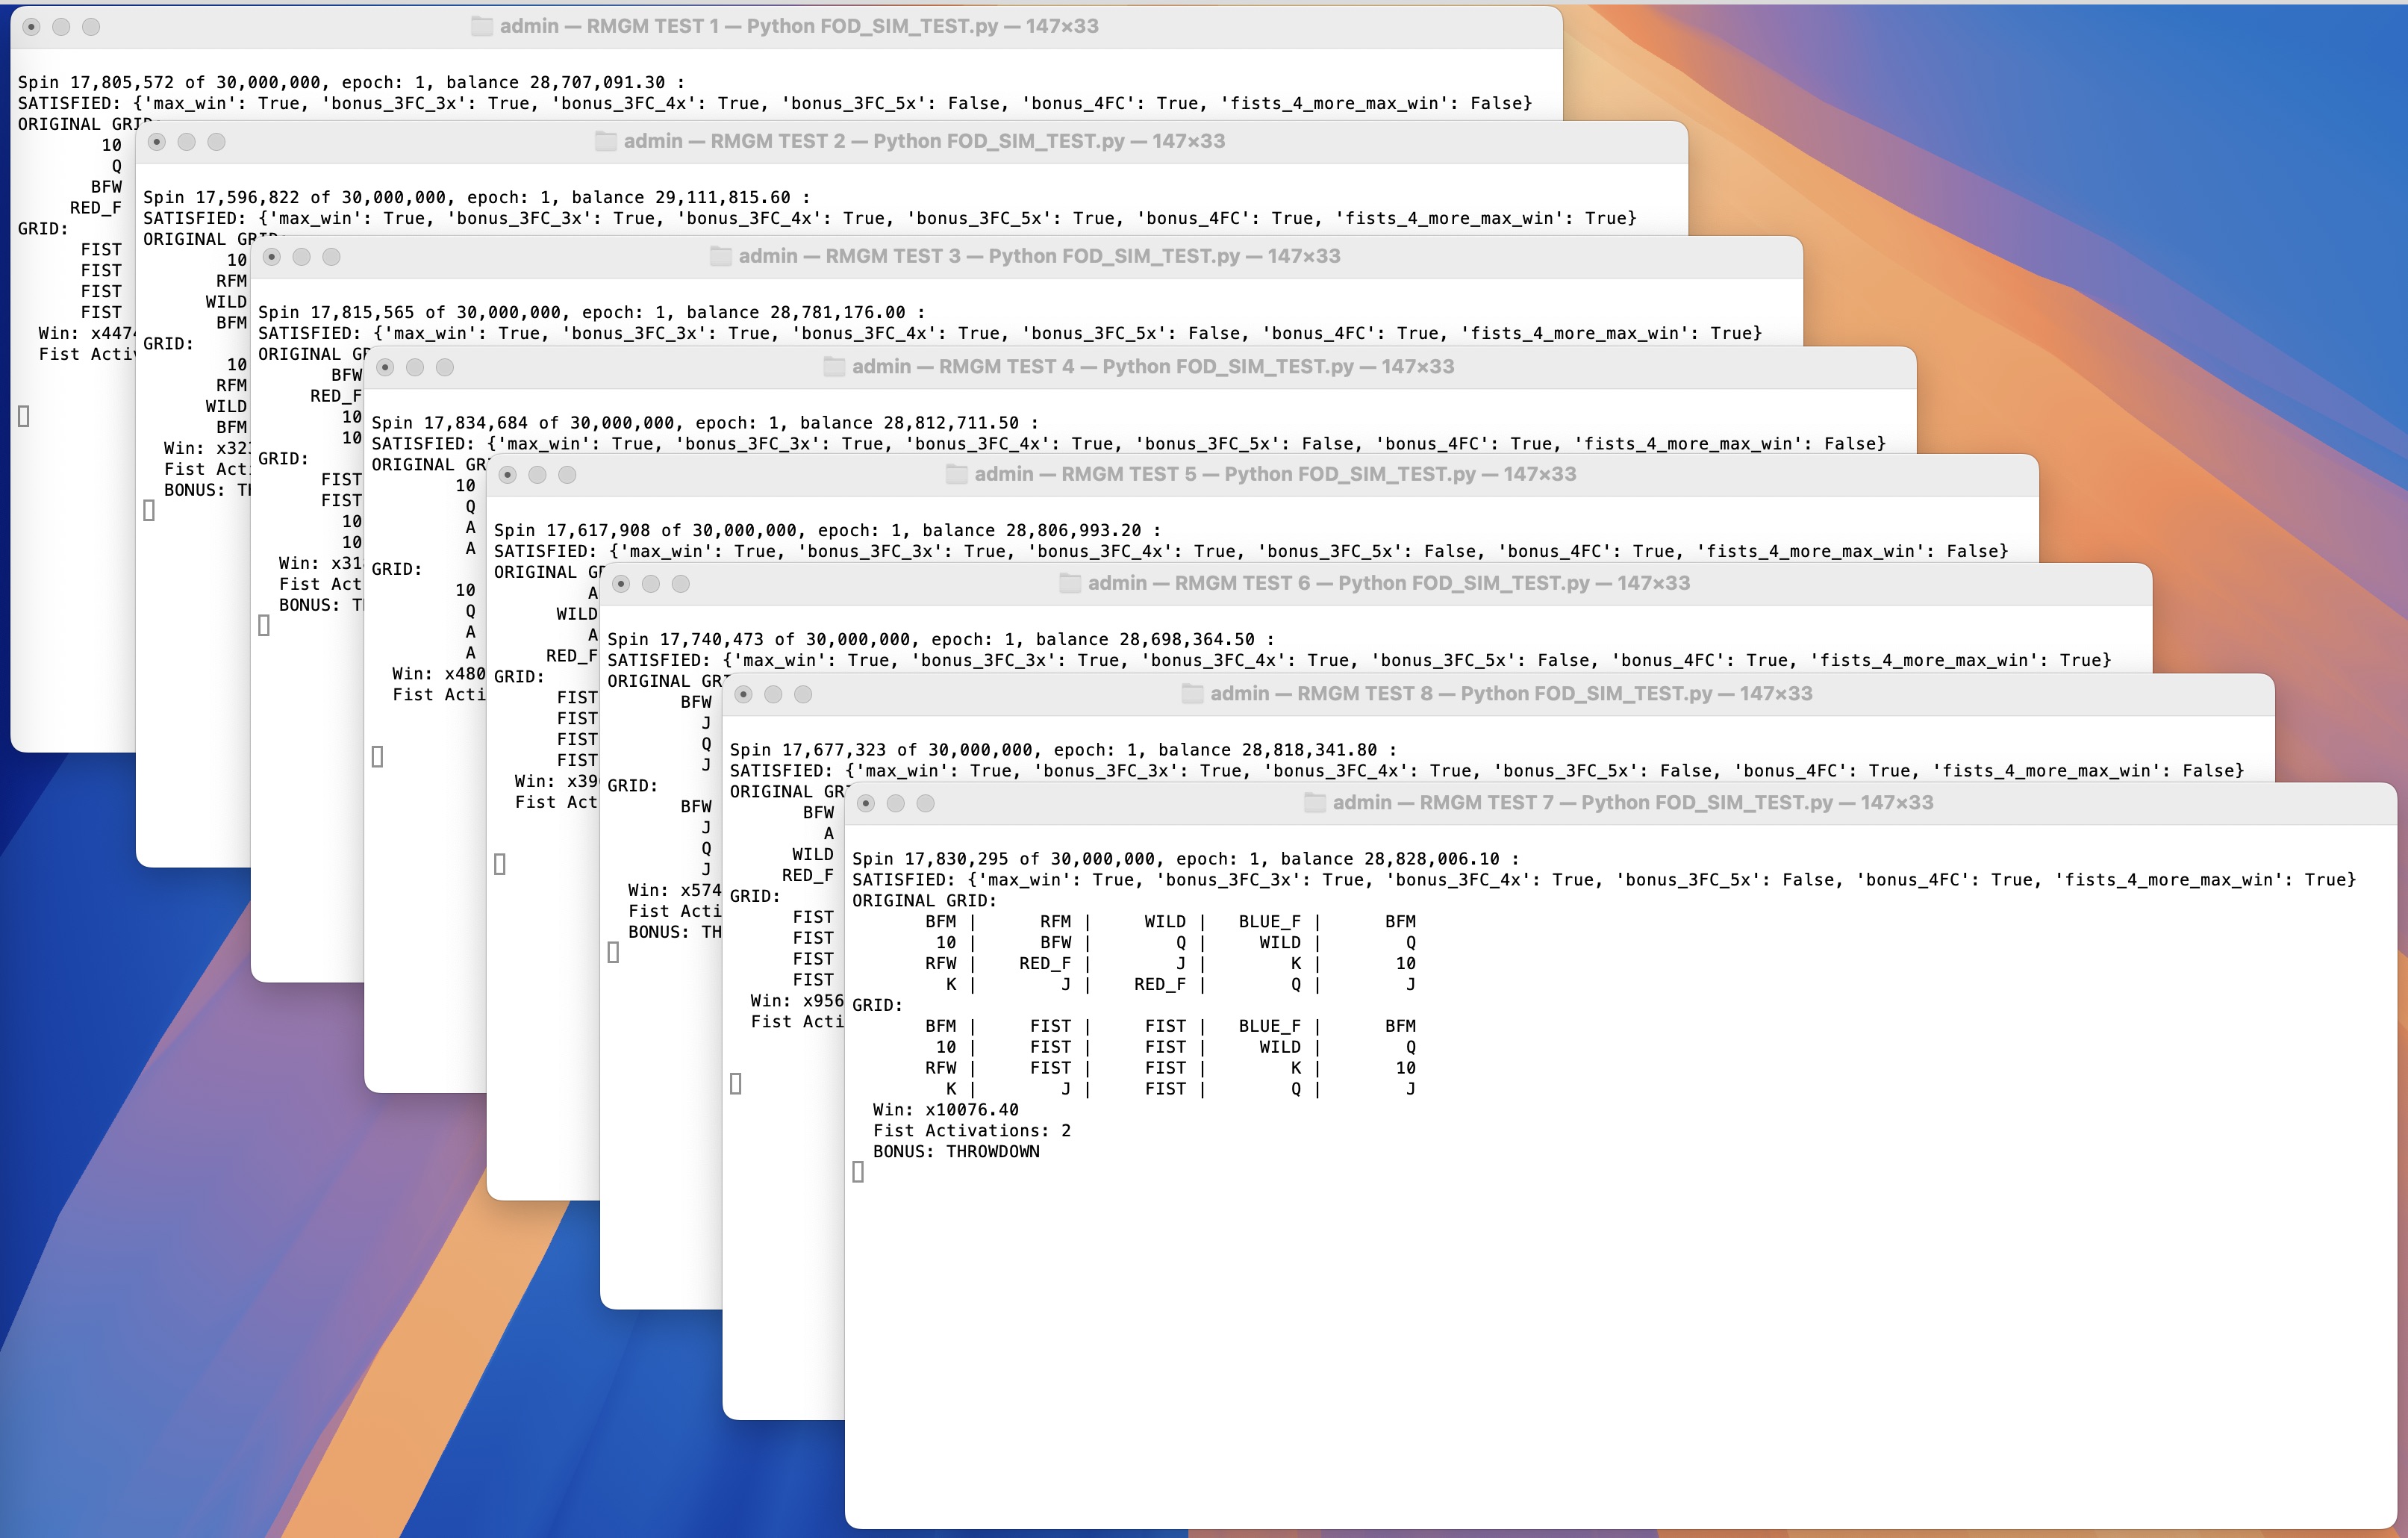 admin — RMGM TEST 1 — Python FOD_SIM_TEST.py — 147×33
Spin 17,805,572 of 30,000,000, epoch: 1, balance 28,707,091.30 :
SATISFIED: {'max_win': True, 'bonus_3FC_3x': True, 'bonus_3FC_4x': True, 'bonus_3FC_5x': False, 'bonus_4FC': True, 'fists_4_more_max_win': False}
ORIGINAL GRID:
10
Q
BFW
RED_F
GRID:
FIST
FIST
FIST
FIST
Win: x4474
Fist Activ
admin — RMGM TEST 2 — Python FOD_SIM_TEST.py — 147×33
Spin 17,596,822 of 30,000,000, epoch: 1, balance 29,111,815.60 :
SATISFIED: {'max_win': True, 'bonus_3FC_3x': True, 'bonus_3FC_4x': True, 'bonus_3FC_5x': True, 'bonus_4FC': True, 'fists_4_more_max_win': True}
ORIGINAL GRID:
10
RFM
WILD
BFM
GRID:
10
RFM
WILD
BFM
Win: x323
Fist Act
BONUS: TH
admin — RMGM TEST 3 — Python FOD_SIM_TEST.py — 147×33
Spin 17,815,565 of 30,000,000, epoch: 1, balance 28,781,176.00 :
SATISFIED: {'max_win': True, 'bonus_3FC_3x': True, 'bonus_3FC_4x': True, 'bonus_3FC_5x': False, 'bonus_4FC': True, 'fists_4_more_max_win': True}
ORIGINAL GR
BFW
RED_F
10
10
GRID:
FIST
FIST
10
10
Win: x31
Fist Act
BONUS: TH
admin — RMGM TEST 4 — Python FOD_SIM_TEST.py — 147×33
Spin 17,834,684 of 30,000,000, epoch: 1, balance 28,812,711.50 :
SATISFIED: {'max_win': True, 'bonus_3FC_3x': True, 'bonus_3FC_4x': True, 'bonus_3FC_5x': False, 'bonus_4FC': True, 'fists_4_more_max_win': False}
ORIGINAL GR
10
Q
A
A
GRID:
10
Q
A
A
Win: x480
Fist Acti
admin — RMGM TEST 5 — Python FOD_SIM_TEST.py — 147×33
Spin 17,617,908 of 30,000,000, epoch: 1, balance 28,806,993.20 :
SATISFIED: {'max_win': True, 'bonus_3FC_3x': True, 'bonus_3FC_4x': True, 'bonus_3FC_5x': False, 'bonus_4FC': True, 'fists_4_more_max_win': False}
ORIGINAL GR
A
WILD
A
RED_F
GRID:
FIST
FIST
FIST
FIST
Win: x39
Fist Act
admin — RMGM TEST 6 — Python FOD_SIM_TEST.py — 147×33
Spin 17,740,473 of 30,000,000, epoch: 1, balance 28,698,364.50 :
SATISFIED: {'max_win': True, 'bonus_3FC_3x': True, 'bonus_3FC_4x': True, 'bonus_3FC_5x': False, 'bonus_4FC': True, 'fists_4_more_max_win': True}
ORIGINAL GRI
BFW
J
Q
J
GRID:
BFW
J
Q
J
Win: x574
Fist Acti
BONUS: TH
admin — RMGM TEST 8 — Python FOD_SIM_TEST.py — 147×33
Spin 17,677,323 of 30,000,000, epoch: 1, balance 28,818,341.80 :
SATISFIED: {'max_win': True, 'bonus_3FC_3x': True, 'bonus_3FC_4x': True, 'bonus_3FC_5x': False, 'bonus_4FC': True, 'fists_4_more_max_win': False}
ORIGINAL GRI
BFW
A
WILD
RED_F
GRID:
FIST
FIST
FIST
FIST
Win: x956
Fist Acti
admin — RMGM TEST 7 — Python FOD_SIM_TEST.py — 147×33
Spin 17,830,295 of 30,000,000, epoch: 1, balance 28,828,006.10 :
SATISFIED: {'max_win': True, 'bonus_3FC_3x': True, 'bonus_3FC_4x': True, 'bonus_3FC_5x': False, 'bonus_4FC': True, 'fists_4_more_max_win': True}
ORIGINAL GRID:
BFM | RFM | WILD | BLUE_F | BFM
10 | BFW | Q | WILD | Q
RFW | RED_F | J | K | 10
K | J | RED_F | Q | J
GRID:
BFM | FIST | FIST | BLUE_F | BFM
10 | FIST | FIST | WILD | Q
RFW | FIST | FIST | K | 10
K | J | FIST | Q | J
Win: x10076.40
Fist Activations: 2
BONUS: THROWDOWN